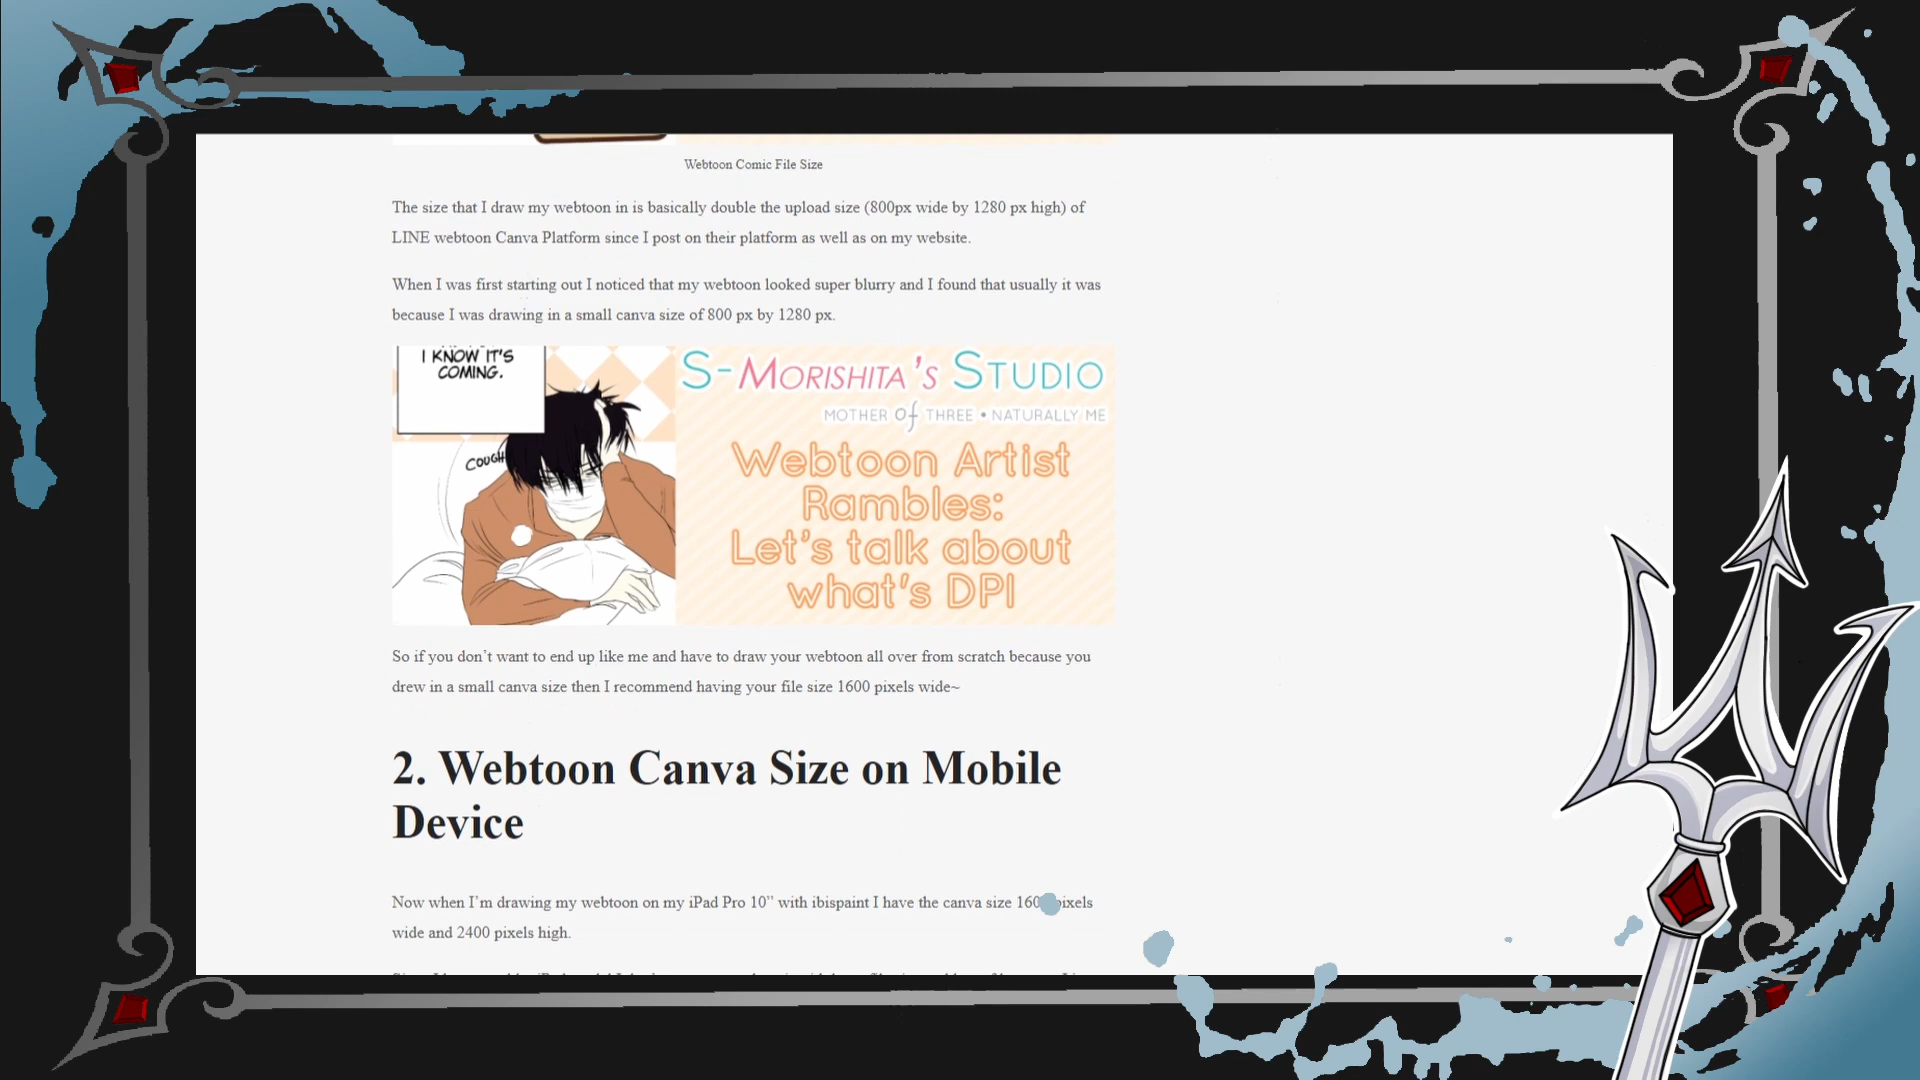 Webtoon Comic File Size
The size that I draw my webtoon in is basically double the upload size (800px wide by 1280 px high) of
LINE webtoon Canva Platform since I post on their platform as well as on my website.
When I was first starting out I noticed that my webtoon looked super blurry and I found that usually it was
because I was drawing in a small canva size of 800 px by 1280 px.
I KNOW IT'S
COMING.
COUGH
S-MORISHITA'S STUDIO
MOTHER of THREE • NATURALLY ME
Webtoon Artist
Rambles:
Let's talk about
what's DPI
So if you don't want to end up like me and have to draw your webtoon all over from scratch because you
drew in a small canva size then I recommend having your file size 1600 pixels wide~
2. Webtoon Canva Size on Mobile
Device
Now when I'm drawing my webtoon on my iPad Pro 10" with ibispaint I have the canva size 1600 pixels
wide and 2400 pixels high.